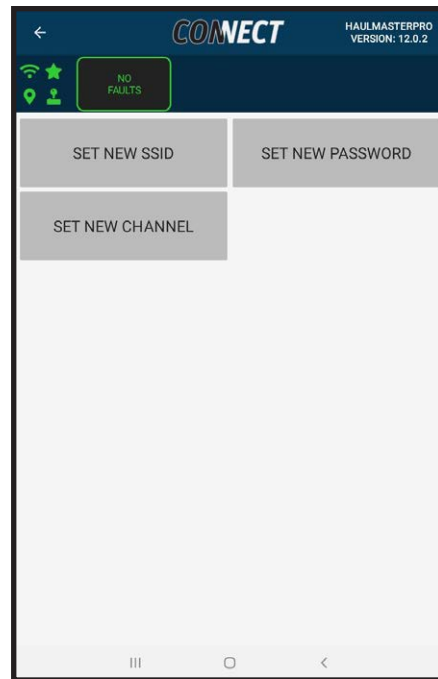 CONNECT
HAULMASTERPRO
VERSION: 12.0.2
NO
FAULTS
SET NEW SSID
SET NEW PASSWORD
SET NEW CHANNEL